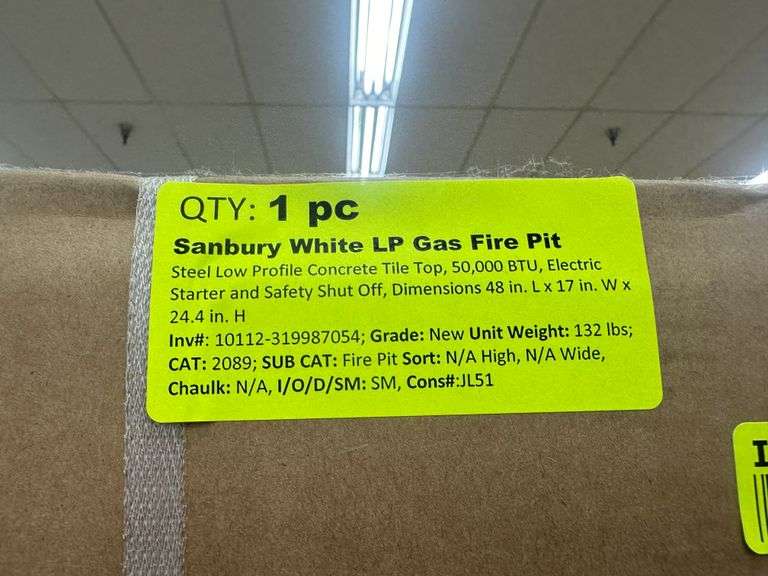 QTY: 1 pc
Sanbury White LP Gas Fire Pit
Steel Low Profile Concrete Tile Top, 50,000 BTU, Electric
Starter and Safety Shut Off, Dimensions 48 in. L x 17 in. W x
24.4 in. H
Inv#: 10112-319987054; Grade: New Unit Weight: 132 lbs;
CAT: 2089; SUB CAT: Fire Pit Sort: N/A High, N/A Wide,
Chaulk: N/A, I/O/D/SM: SM, Cons#:JL51